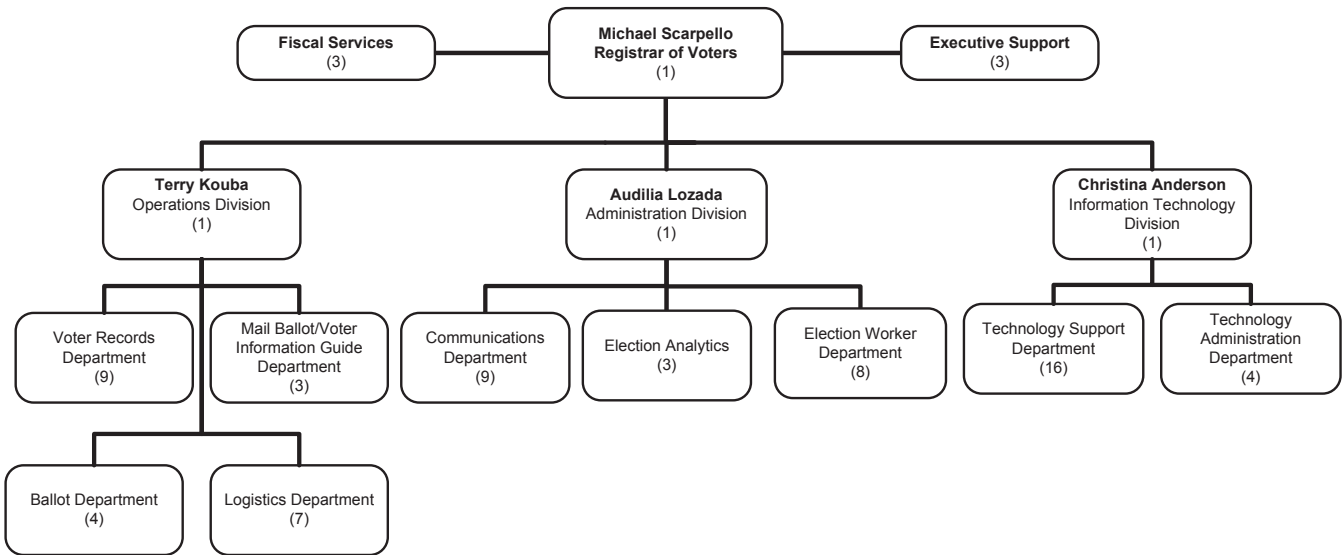 Fiscal Services
(3)
Michael Scarpello
Registrar of Voters
(1)
Executive Support
(3)
Terry Kouba
Operations Division
(1)
Audilia Lozada
Administration Division
(1)
Christina Anderson
Information Technology
Division
(1)
Voter Records
Department
(9)
Mail Ballot/Voter
Information Guide
Department
(3)
Communications
Department
(9)
Election Analytics
(3)
Election Worker
Department
(8)
Technology Support
Department
(16)
Technology
Administration
Department
(4)
Ballot Department
(4)
Logistics Department
(7)